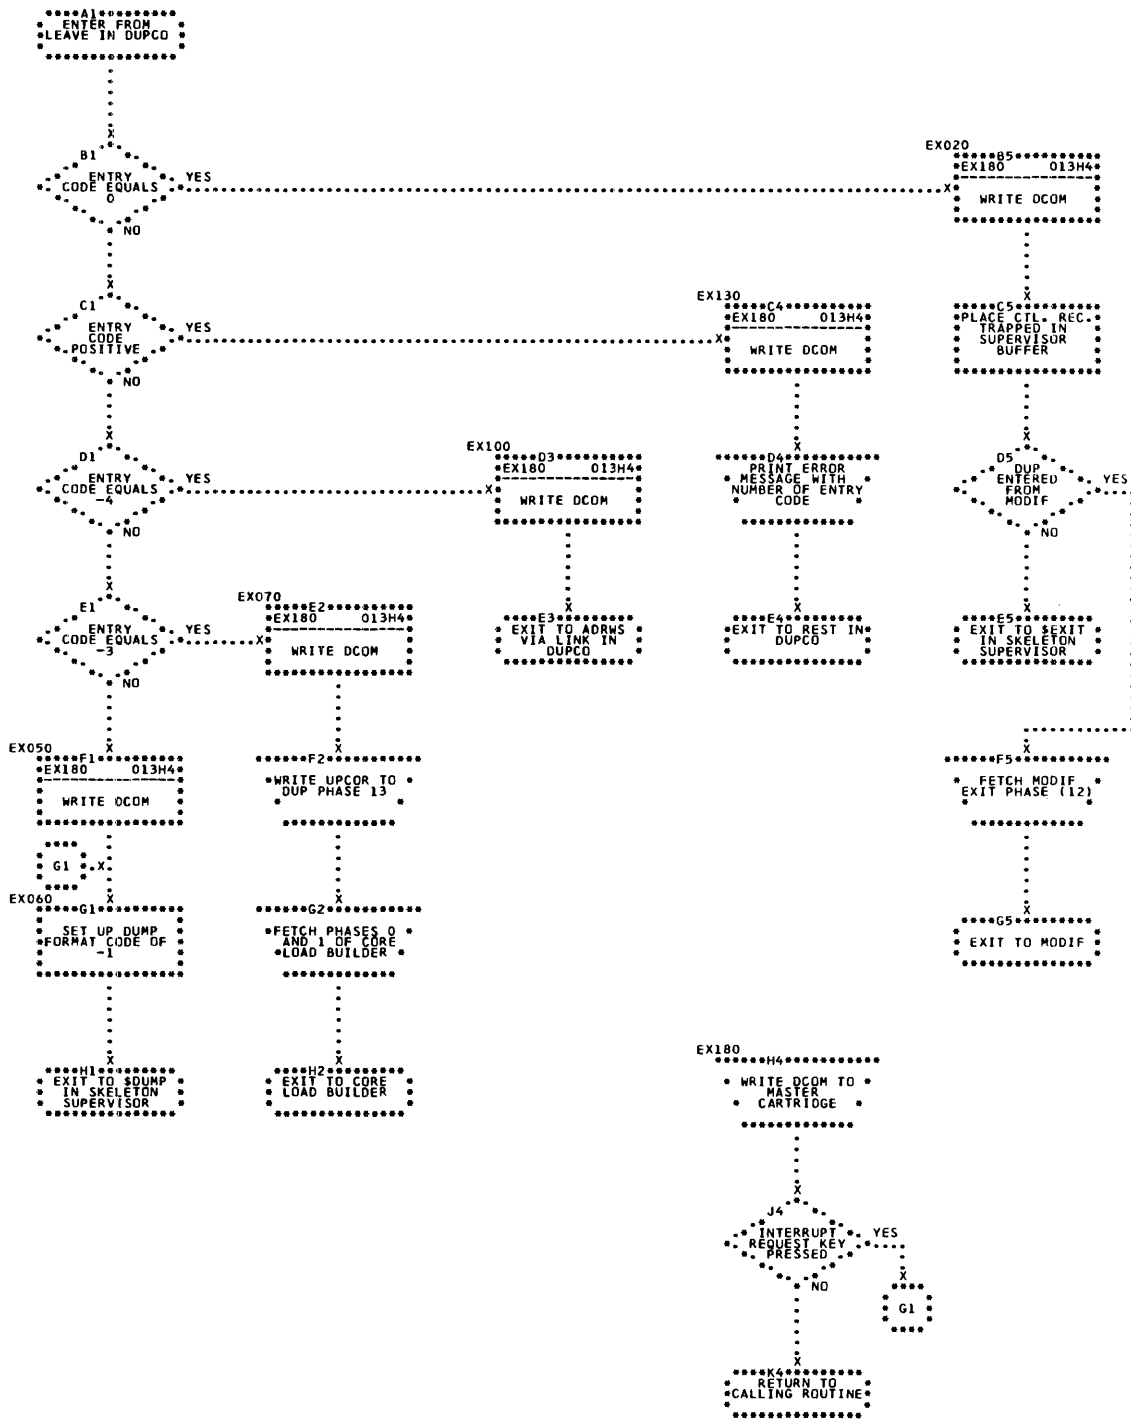 A1
ENTER FROM
LEAVE IN DUPCO
B1
ENTRY
CODE EQUALS
0
YES
NO
EX020
B5
EX180 013H4
WRITE DCOM
C1
ENTRY
CODE
POSITIVE
YES
NO
EX130
C4
EX180 013H4
WRITE DCOM
C5
PLACE CTL. REC.
TRAPPED IN
SUPERVISOR
BUFFER
D1
ENTRY
CODE EQUALS
-4
YES
NO
EX100
D3
EX180 013H4
WRITE DCOM
D4
PRINT ERROR
MESSAGE WITH
NUMBER OF ENTRY
CODE
D5
DUP
ENTERED
FROM
MODIF
YES
NO
E1
ENTRY
CODE EQUALS
-3
YES
NO
EX070
E2
EX180 013H4
WRITE DCOM
E3
EXIT TO ADRWS
VIA LINK IN
DUPCO
E4
EXIT TO REST IN
DUPCO
E5
EXIT TO $EXIT
IN SKELETON
SUPERVISOR
EX050
F1
EX180 013H4
WRITE DCOM
F2
WRITE UPCOR TO
DUP PHASE 13
F5
FETCH MODIF
EXIT PHASE (12)
G1
EX060
G1
SET UP DUMP
FORMAT CODE OF
-1
G2
FETCH PHASES 0
AND 1 OF CORE
LOAD BUILDER
G5
EXIT TO MODIF
H1
EXIT TO $DUMP
IN SKELETON
SUPERVISOR
H2
EXIT TO CORE
LOAD BUILDER
EX180
H4
WRITE DCOM TO
MASTER
CARTRIDGE
J4
INTERRUPT
REQUEST KEY
PRESSED
YES
NO
G1
K4
RETURN TO
CALLING ROUTINE